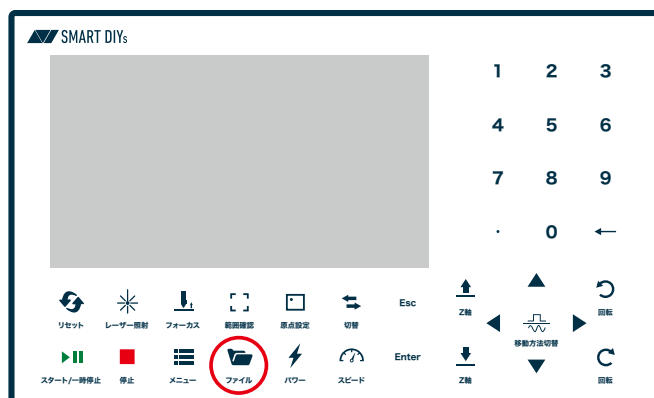 SMART DIYs
1 2 3
4 5 6
7 8 9
. 0
リセット レーザー照射 フォーカス 範囲確認 原点設定 切替 Esc Z軸 回転
移動方法切替
スタート/一時停止 停止 メニュー ファイル パワー スピード Enter Z軸 回転